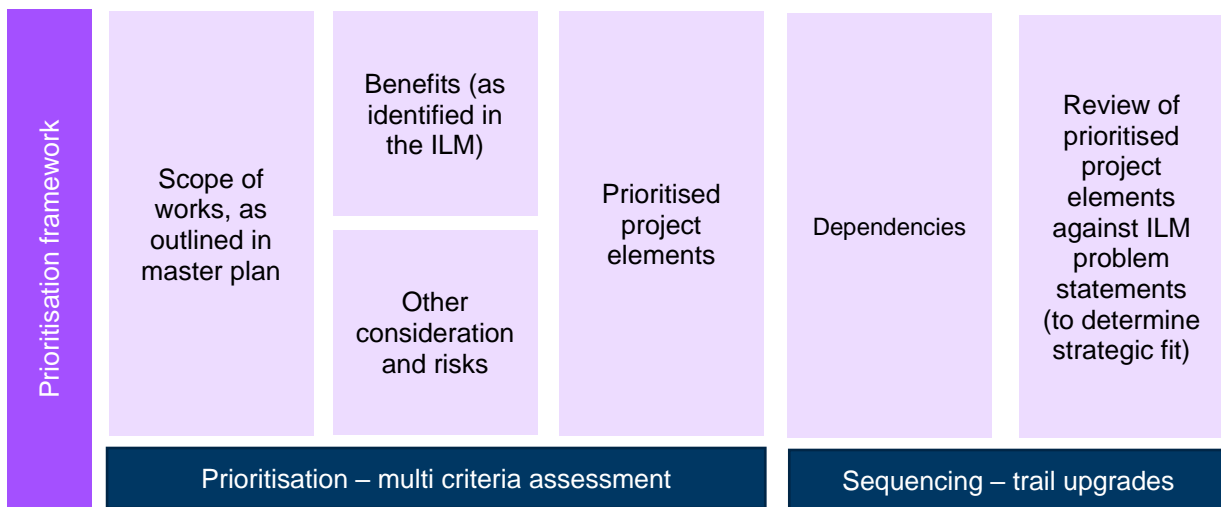 Prioritisation framework
Scope of
works, as
outlined in
master plan
Benefits (as
identified in
the ILM)
Other
consideration
and risks
Prioritised
project
elements
Dependencies
Review of
prioritised
project
elements
against ILM
problem
statements
(to determine
strategic fit)
Prioritisation – multi criteria assessment
Sequencing – trail upgrades